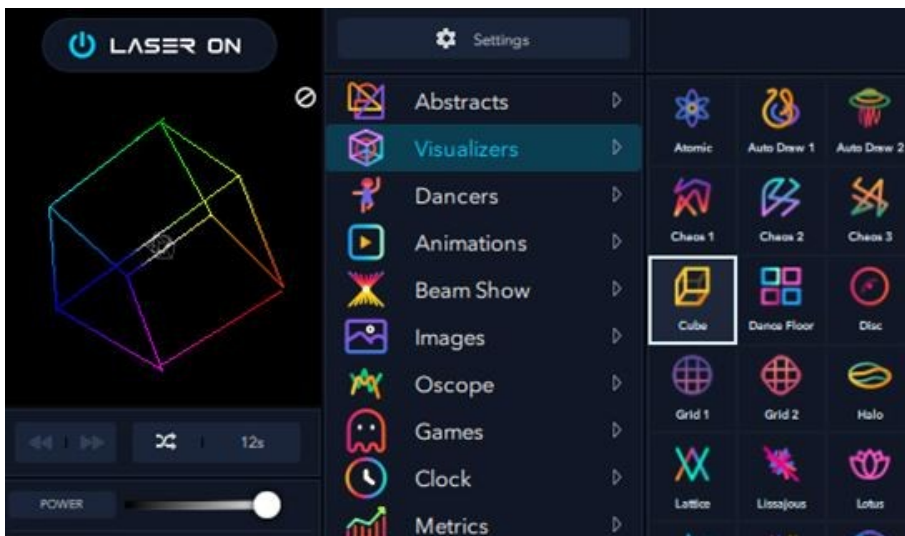 LASER ON
Settings
Abstracts
Visualizers
Dancers
Animations
Beam Show
Images
Oscope
Games
Clock
Metrics
Atomic
Auto Draw 1
Auto Draw 2
Chaos 1
Chaos 2
Chaos 3
Cube
Dance Floor
Disc
Grid 1
Grid 2
Halo
Lattice
Lissajous
Lotus
12s
POWER